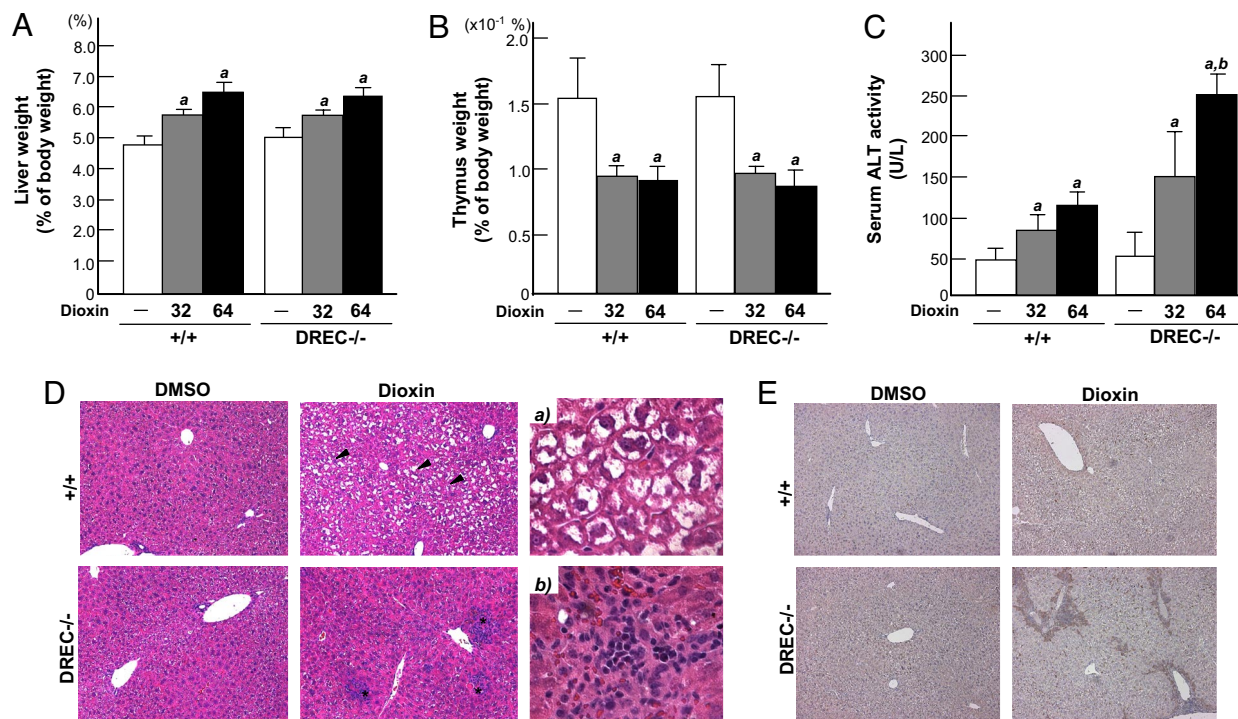 A
(%)
Liver weight
(% of body weight)
8.0
7.0
6.0
5.0
4.0
3.0
2.0
1.0
0
a a a a
Dioxin — 32 64 — 32 64
+/+ DREC-/-
B
(x10-1 %)
Thymus weight
(% of body weight)
2.0
1.5
1.0
0.5
0
a a a a
— 32 64 — 32 64
+/+ DREC-/-
C
Serum ALT activity
(U/L)
300
250
200
150
100
50
0
a a a a,b
Dioxin — 32 64 — 32 64
+/+ DREC-/-
D
DMSO Dioxin
+/+
a)
DREC-/-
* * *
b)
E
DMSO Dioxin
+/+
DREC-/-